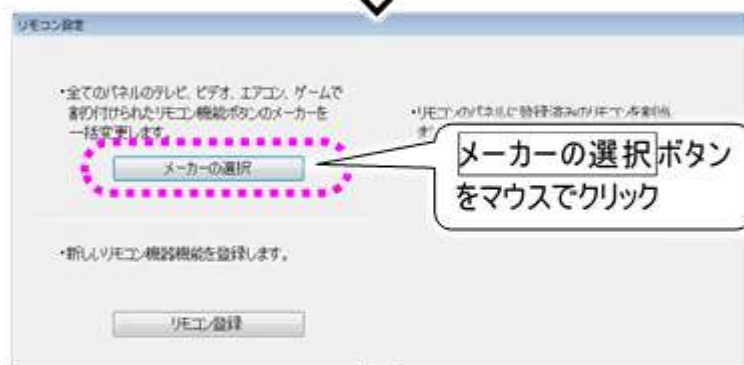 リモコン設定
・全てのパネルのテレビ、ビデオ、エアコン、ゲームで
割り付けられたリモコン機能ボタンのメーカーを
一括変更します。
メーカーの選択
・リモコンのパネルに登録済みのリモコンを割当
メーカーの選択ボタン
をマウスでクリック
・新しいリモコン機器機能を登録します。
リモコン登録